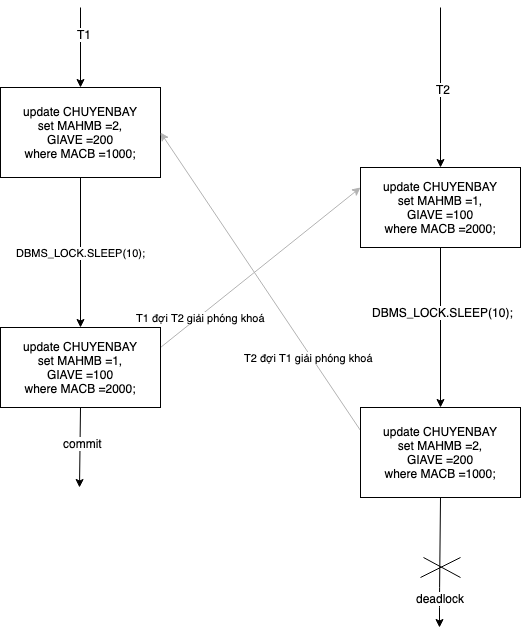 T1
update CHUYENBAY
set MAHMB =2,
GIAVE =200
where MACB =1000;
DBMS_LOCK.SLEEP(10);
update CHUYENBAY
set MAHMB =1,
GIAVE =100
where MACB =2000;
commit
T1 đợi T2 giải phóng khoá
T2 đợi T1 giải phóng khoá
T2
update CHUYENBAY
set MAHMB =1,
GIAVE =100
where MACB =2000;
DBMS_LOCK.SLEEP(10);
update CHUYENBAY
set MAHMB =2,
GIAVE =200
where MACB =1000;
deadlock